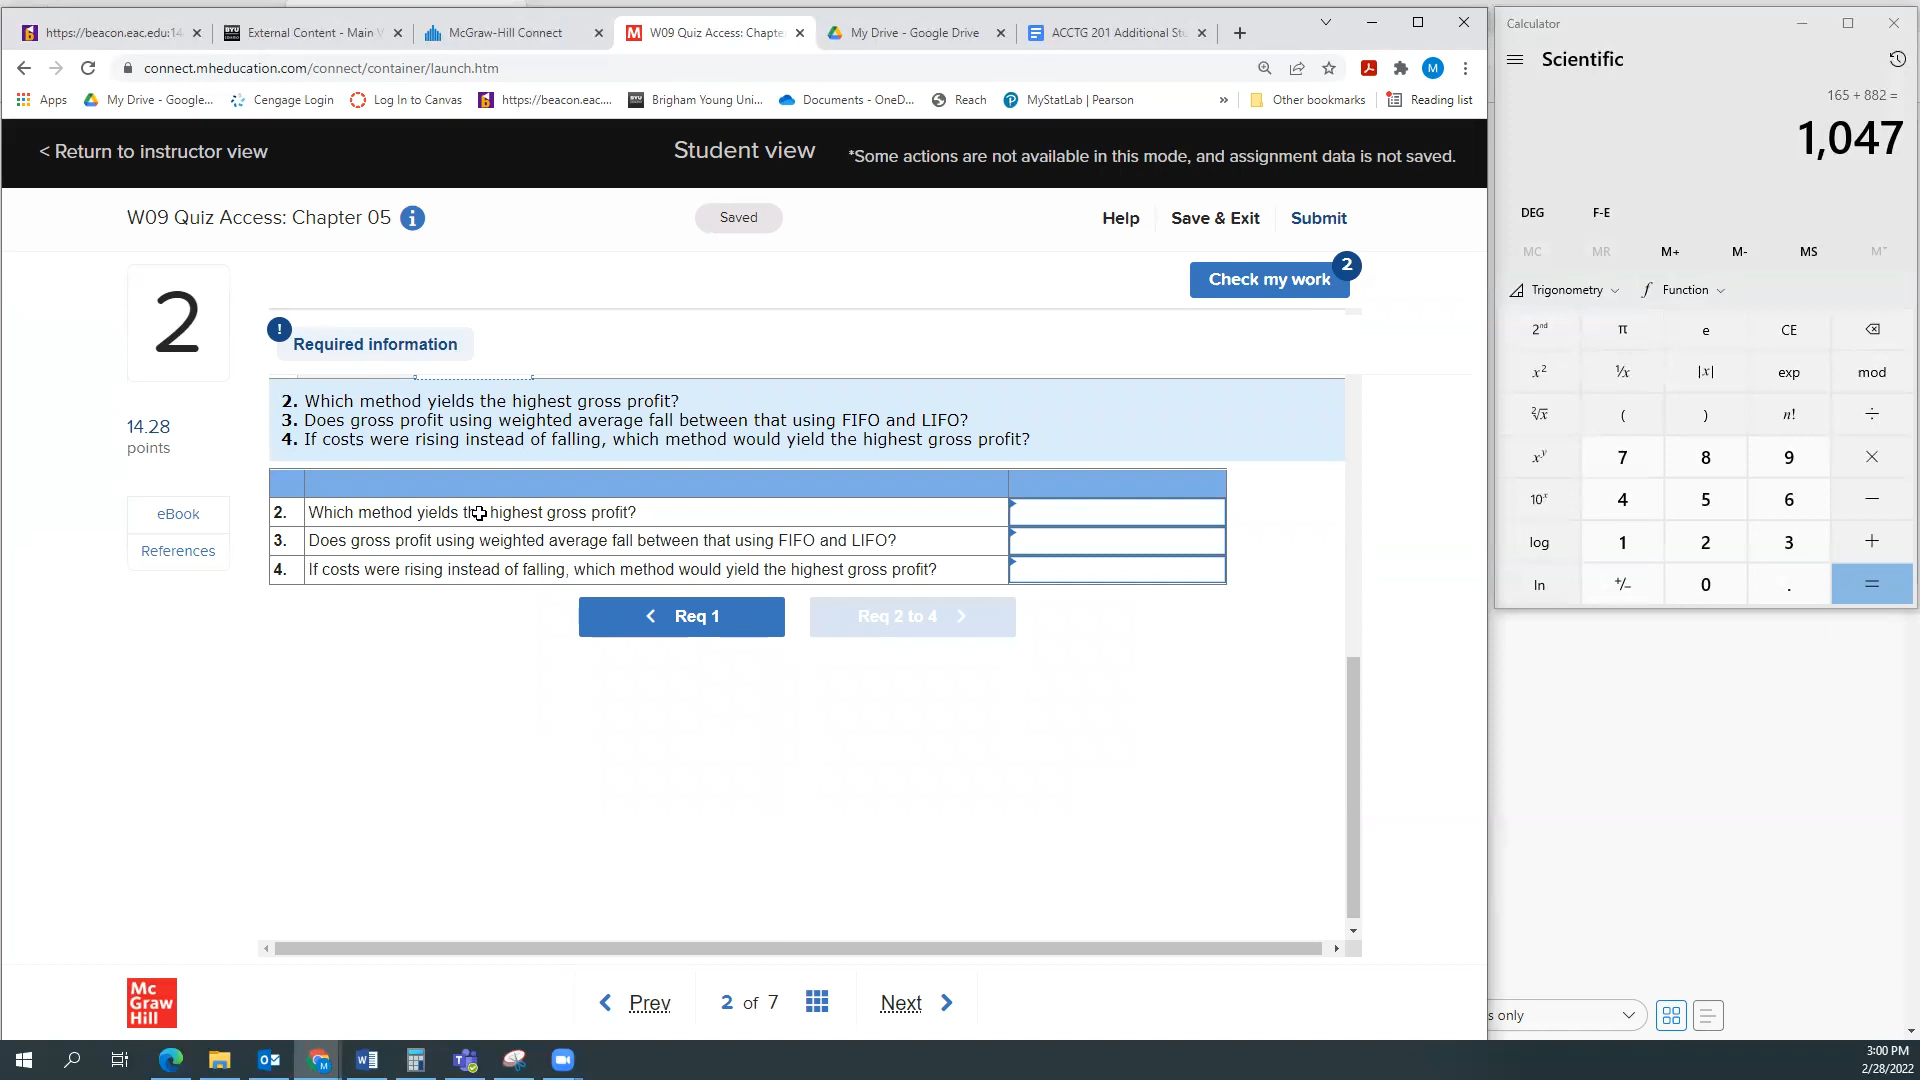 https://beacon.eac.edu:14
External Content - Main V
McGraw-Hill Connect
W09 Quiz Access: Chapte
My Drive - Google Drive
ACCTG 201 Additional Stu
connect.mheducation.com/connect/container/launch.htm
M
Apps
My Drive - Google...
Cengage Login
Log In to Canvas
https://beacon.eac....
Brigham Young Uni...
Documents - OneD...
Reach
MyStatLab | Pearson
»
Other bookmarks
Reading list
< Return to instructor view
Student view
*Some actions are not available in this mode, and assignment data is not saved.
W09 Quiz Access: Chapter 05
Saved
Help
Save & Exit
Submit
2
Check my work
2
14.28
points
eBook
References
!
Required information
2. Which method yields the highest gross profit?
3. Does gross profit using weighted average fall between that using FIFO and LIFO?
4. If costs were rising instead of falling, which method would yield the highest gross profit?
2. Which method yields the highest gross profit?
3. Does gross profit using weighted average fall between that using FIFO and LIFO?
4. If costs were rising instead of falling, which method would yield the highest gross profit?
< Req 1
Req 2 to 4 >
Mc
Graw
Hill
Prev
2 of 7
Next
Calculator
Scientific
165 + 882 =
1,047
DEG F-E
MC MR M+ M- MS M˅
Trigonometry
f Function
2nd π e CE
x² ¹/x |x| exp mod
²√x ( ) n! ÷
xʸ 7 8 9 ×
10ˣ 4 5 6 −
log 1 2 3 +
ln +/− 0 . =
s only
3:00 PM
2/28/2022